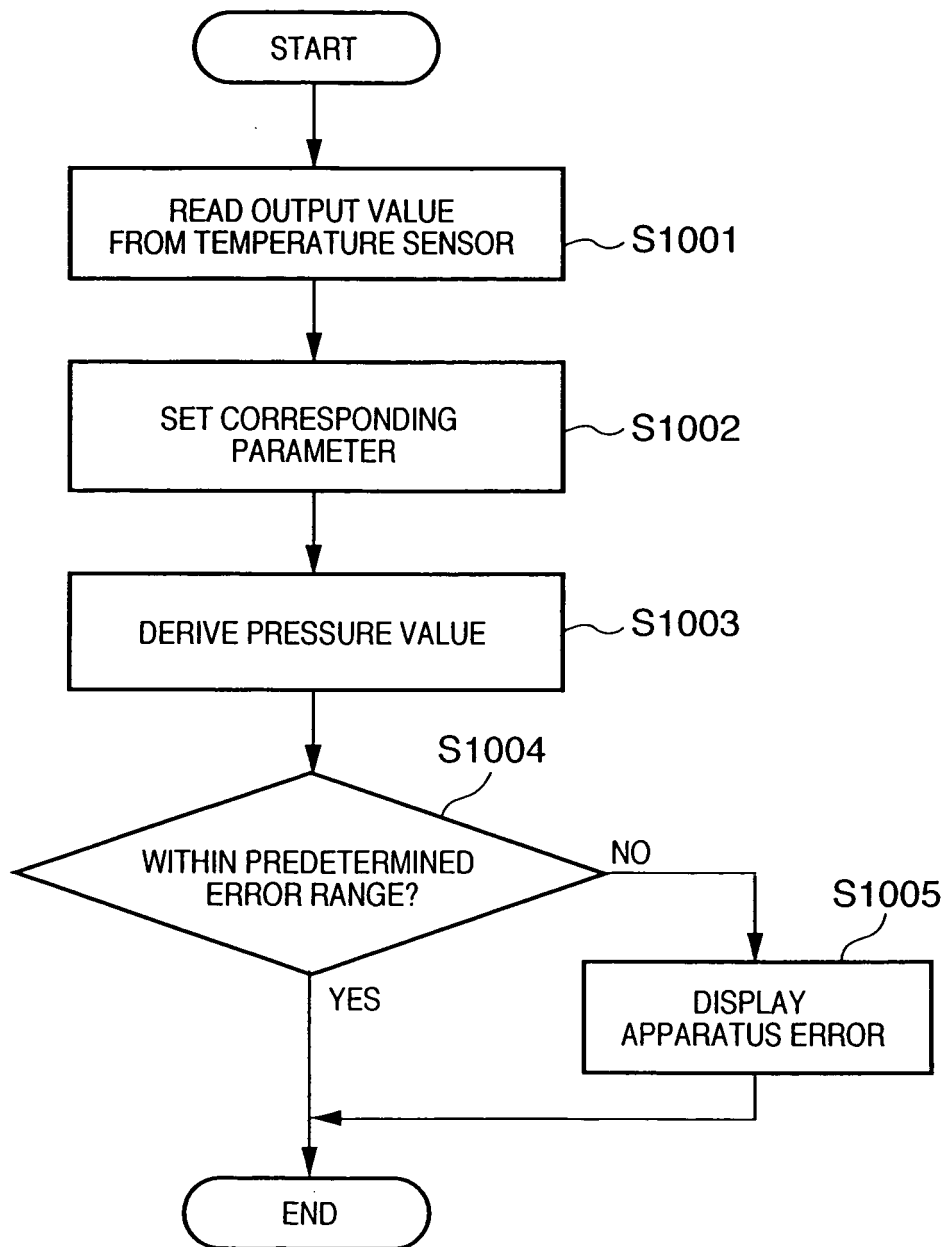 START
READ OUTPUT VALUE
FROM TEMPERATURE SENSOR
S1001
SET CORRESPONDING
PARAMETER
S1002
DERIVE PRESSURE VALUE
S1003
S1004
WITHIN PREDETERMINED
ERROR RANGE?
NO
S1005
YES
DISPLAY
APPARATUS ERROR
END